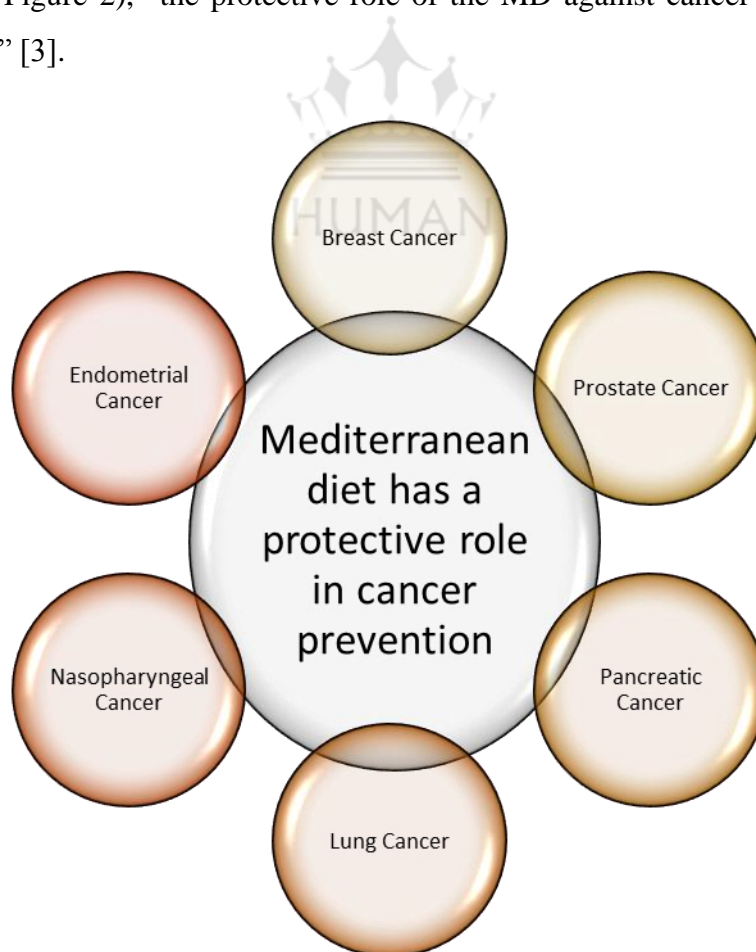 Figure 2), "the protective role of the MD against cancer
" [3].
HUMAN
Breast Cancer
Endometrial
Cancer
Prostate Cancer
Mediterranean
diet has a
protective role
in cancer
prevention
Nasopharyngeal
Cancer
Pancreatic
Cancer
Lung Cancer